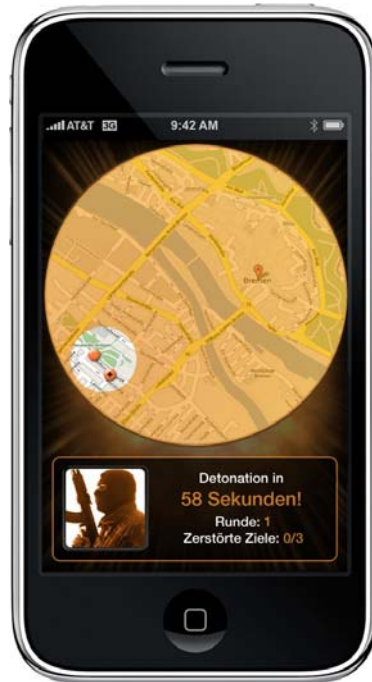 AT&T 3G 9:42 AM
Bremen
Detonation in
58 Sekunden!
Runde: 1
Zerstörte Ziele: 0/3